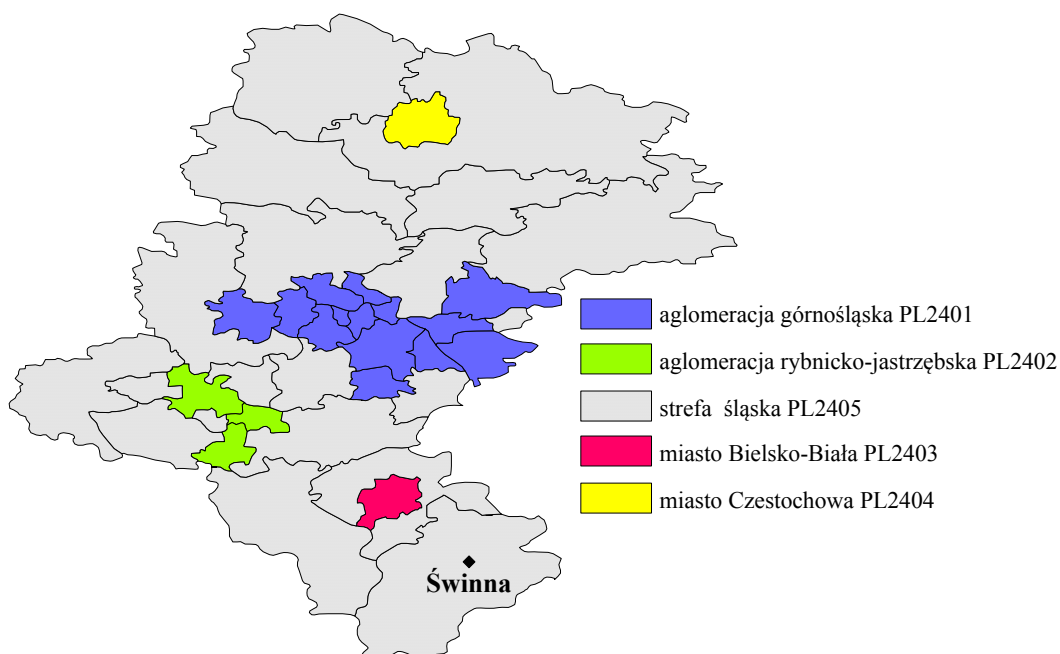 aglomeracja górnośląska PL2401
aglomeracja rybnicko-jastrzębska PL2402
strefa śląska PL2405
miasto Bielsko-Biała PL2403
miasto Czestochowa PL2404
Świnna